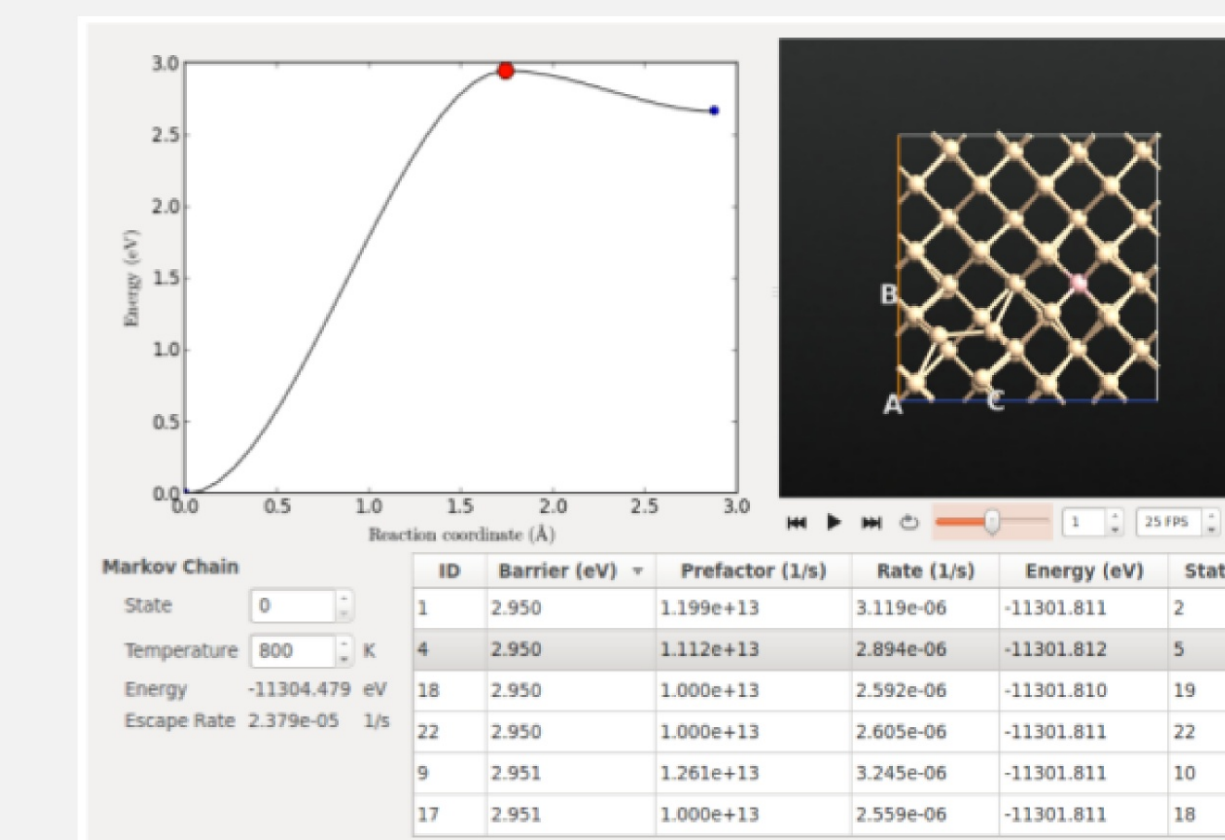 3.0
2.5
2.0
1.5
1.0
0.5
0.0
Energy (eV)
0.0 0.5 1.0 1.5 2.0 2.5 3.0
Reaction coordinate (Å)
B
A
C
1 25 FPS
Markov Chain
State 0
Temperature 800 K
Energy -11304.479 eV
Escape Rate 2.379e-05 1/s
ID Barrier (eV) Prefactor (1/s) Rate (1/s) Energy (eV) Stat
1 2.950 1.199e+13 3.119e-06 -11301.811 2
4 2.950 1.112e+13 2.894e-06 -11301.812 5
18 2.950 1.000e+13 2.592e-06 -11301.810 19
22 2.950 1.000e+13 2.605e-06 -11301.811 22
9 2.951 1.261e+13 3.245e-06 -11301.811 10
17 2.951 1.000e+13 2.559e-06 -11301.811 18